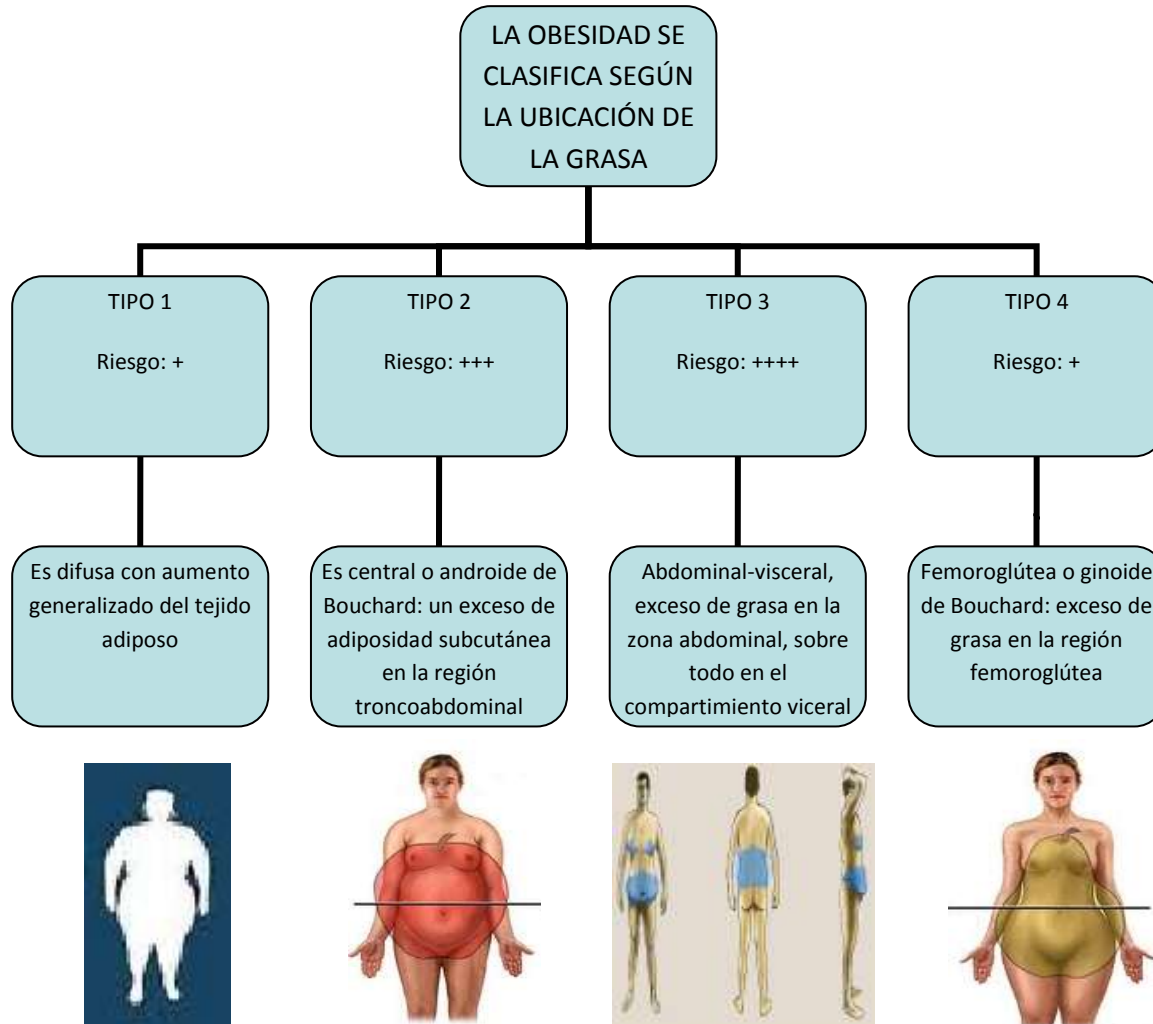 LA OBESIDAD SE
CLASIFICA SEGÚN
LA UBICACIÓN DE
LA GRASA
TIPO 1
Riesgo: +
TIPO 2
Riesgo: +++
TIPO 3
Riesgo: ++++
TIPO 4
Riesgo: +
Es difusa con aumento
generalizado del tejido
adiposo
Es central o androide de
Bouchard: un exceso de
adiposidad subcutánea
en la región
troncoabdominal
Abdominal-visceral,
exceso de grasa en la
zona abdominal, sobre
todo en el
compartimiento viceral
Femoroglútea o ginoide
de Bouchard: exceso de
grasa en la región
femoroglútea